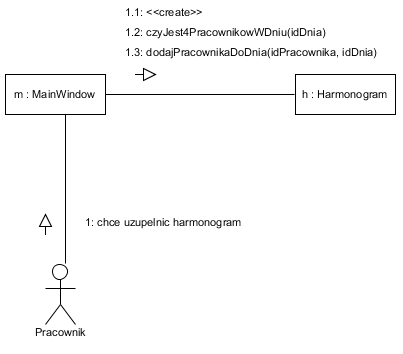 1.1: <<create>>
1.2: czyJest4PracownikowWDniu(idDnia)
1.3: dodajPracownikaDoDnia(idPracownika, idDnia)
m : MainWindow
h : Harmonogram
1: chce uzupelnic harmonogram
Pracownik